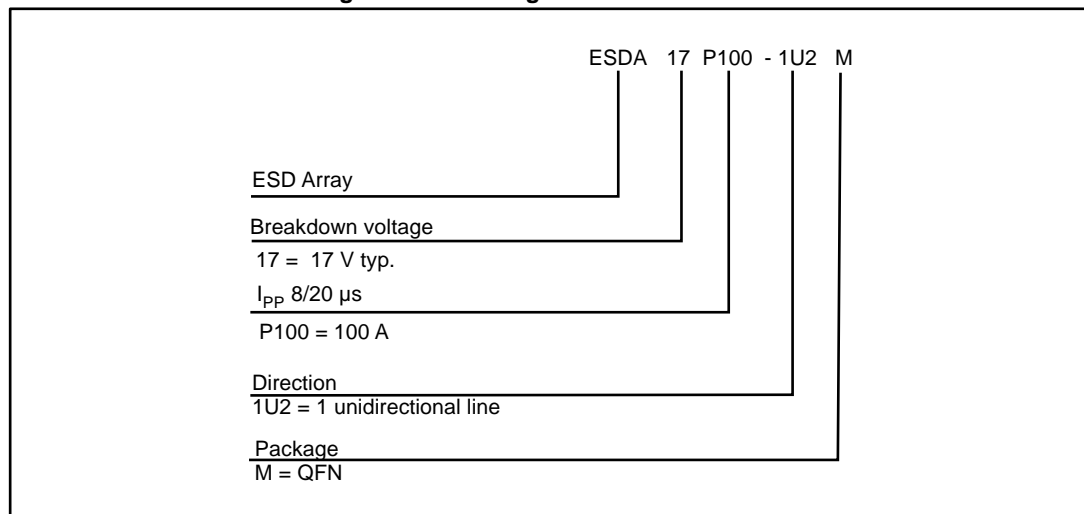 ESDA 17 P100 - 1U2 M
ESD Array
Breakdown voltage
17 = 17 V typ.
IPP 8/20 µs
P100 = 100 A
Direction
1U2 = 1 unidirectional line
Package
M = QFN